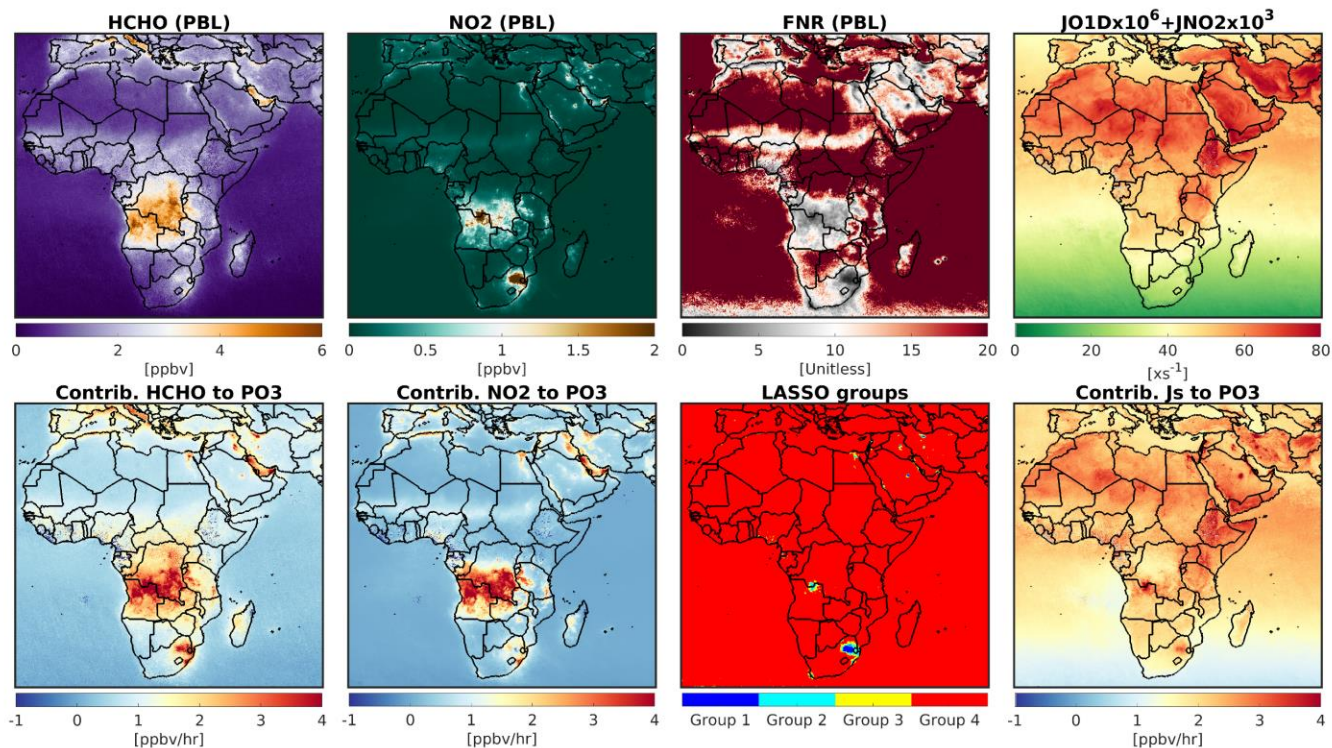 HCHO (PBL)
NO2 (PBL)
FNR (PBL)
JO1Dx10⁶+JNO2x10³
0 2 4 6
[ppbv]
0 0.5 1 1.5 2
[ppbv]
0 5 10 15 20
[Unitless]
0 20 40 60 80
[xs⁻¹]
Contrib. HCHO to PO3
Contrib. NO2 to PO3
LASSO groups
Contrib. Js to PO3
-1 0 1 2 3 4
[ppbv/hr]
-1 0 1 2 3 4
[ppbv/hr]
Group 1 Group 2 Group 3 Group 4
-1 0 1 2 3 4
[ppbv/hr]